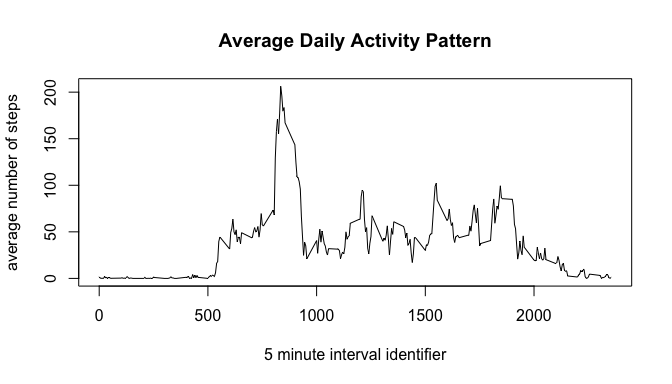 Average Daily Activity Pattern
average number of steps
200
150
100
50
0
0 500 1000 1500 2000
5 minute interval identifier